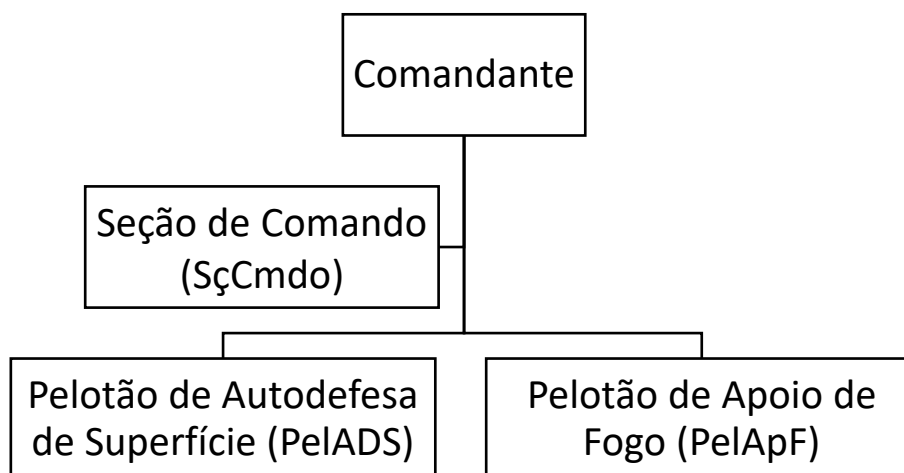 Comandante
Seção de Comando
(SçCmdo)
Pelotão de Autodefesa
de Superfície (PelADS)
Pelotão de Apoio de
Fogo (PelApF)